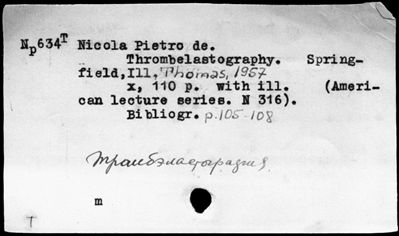 Np634T Nicola Pietro de.
Thrombelastography. Spring-
field, Ill, Thomas, 1957
x, 110 p. with ill. (Ameri-
can lecture series. N 316).
Bibliogr. p.105-108
тромбэластография
m
T